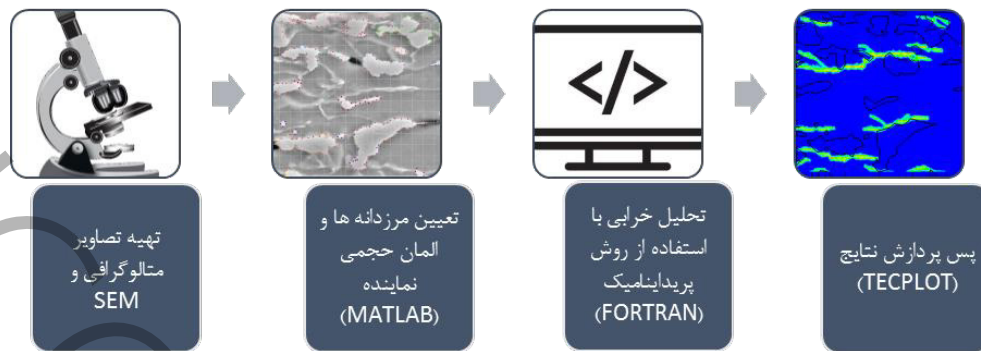 تهیه تصاویر
متالوگرافی و
SEM
تعیین مرزدانه ها و
المان حجمی
نماینده
(MATLAB)
تحلیل خرابی با
استفاده از روش
پریداینامیک
(FORTRAN)
پس پردازش نتایج
(TECPLOT)